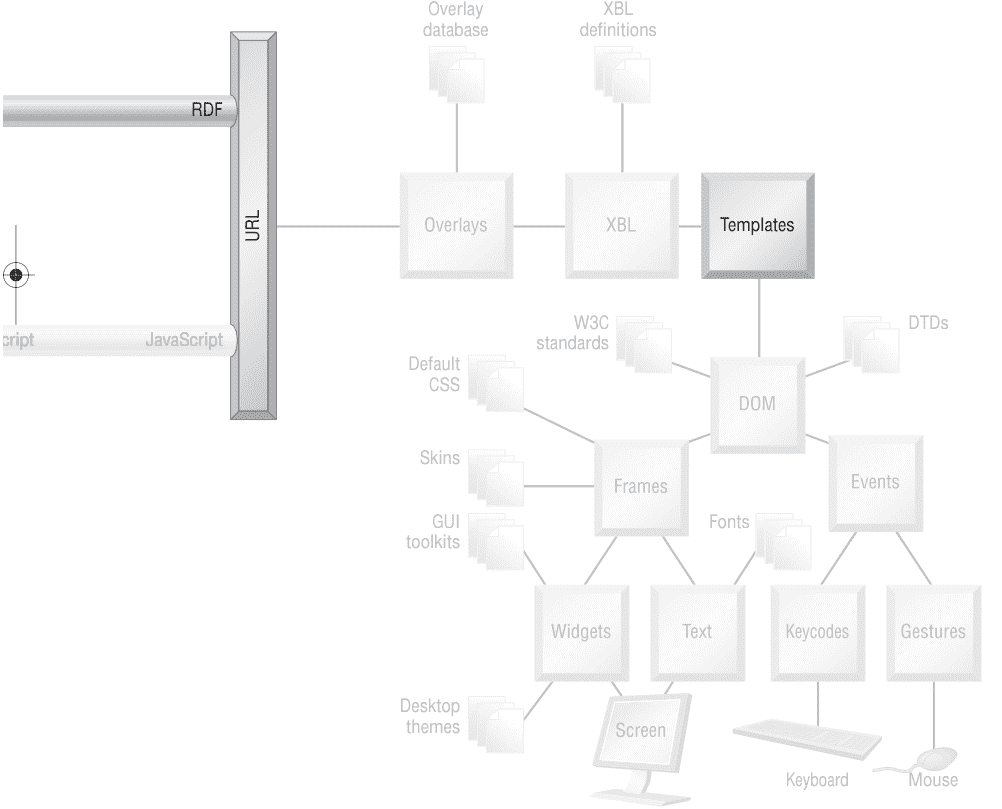 Overlay
database
XBL
definitions
RDF
URL
Overlays
XBL
Templates
cript
JavaScript
W3C
standards
DTDs
Default
CSS
DOM
Skins
Frames
Events
GUI
toolkits
Fonts
Widgets
Text
Keycodes
Gestures
Desktop
themes
Screen
Keyboard
Mouse